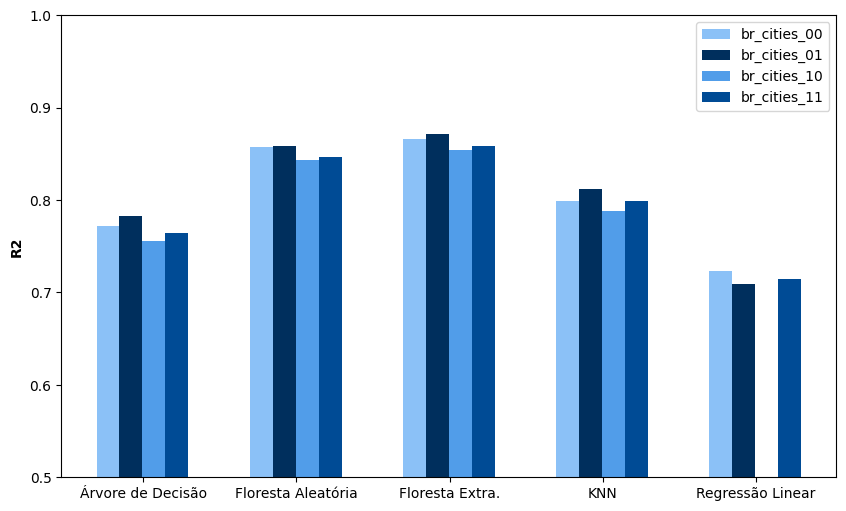 1.0
br_cities_00
br_cities_01
br_cities_10
br_cities_11
0.9
0.8
R2
0.7
0.6
0.5
Árvore de Decisão Floresta Aleatória Floresta Extra. KNN Regressão Linear